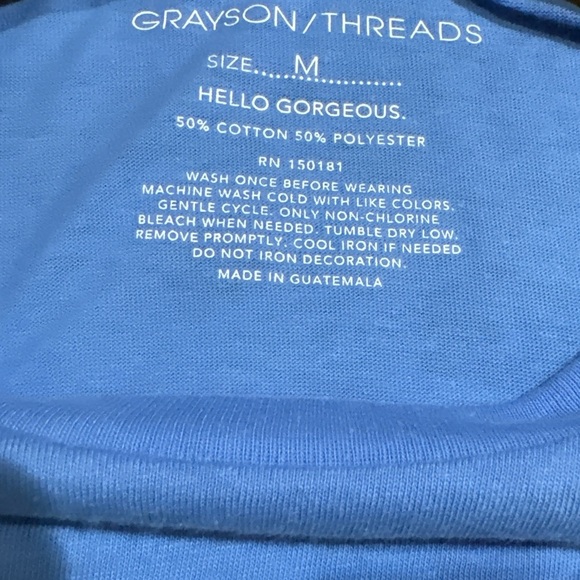 GRAYSON/THREADS
SIZE....M............
HELLO GORGEOUS.
50% COTTON 50% POLYESTER
RN 150181
WASH ONCE BEFORE WEARING
MACHINE WASH COLD WITH LIKE COLORS.
GENTLE CYCLE. ONLY NON-CHLORINE
BLEACH WHEN NEEDED. TUMBLE DRY LOW.
REMOVE PROMPTLY. COOL IRON IF NEEDED
DO NOT IRON DECORATION.
MADE IN GUATEMALA